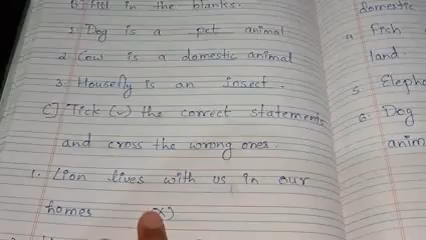 B) Fill in the blanks.
1. Dog is a pet animal
2. Cow is a domestic animal
3. Housefly is an insect.
C) Tick (✓) the correct statements
and cross the wrong ones.
1. Lion lives with us in our
homes x)
domestic
4. fish
land.
5. Eleph
6. Dog
anim